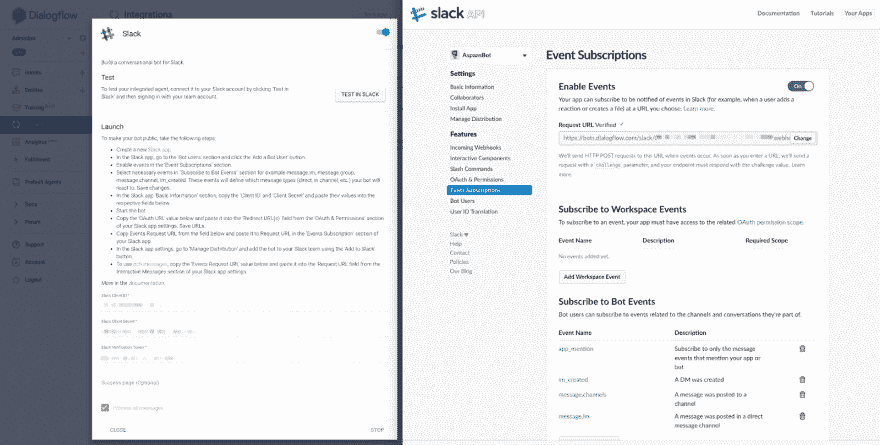 Dialogflow
Integrations
Slack
Build a conversational bot for Slack.
Test
To test your integrated agent, connect it to your Slack account by clicking 'Test in
Slack' and then signing in with your team account.
TEST IN SLACK
Launch
To make your bot public, take the following steps:
Create a new Slack app.
In the Slack app, go to the 'Bot users' section and click the 'Add a Bot User' button.
Enable events in the 'Event Subscriptions' section
Select necessary events in 'Subscribe to Bot Events' section for example message.im, message.group,
message.channel, im_created. These events will define which message types (direct, in channel, etc.) your bot will
react to. Save changes.
In the Slack app, 'Basic Information' section, copy the 'Client ID' and 'Client Secret' and paste their values into the
respective fields below.
Start the bot
Copy the 'OAuth URL' value below and paste it into the 'Redirect URL(s)' field from the 'OAuth & Permissions' section
of your Slack app settings. Save URLs.
Copy Events Request URL from the field below and paste it to Request URL in the 'Events Subscription' section of
your Slack app.
In the Slack app settings, go to 'Manage Distribution' and add the bot to your Slack team using the 'Add to Slack'
button.
To use rich messages, copy the 'Events Request URL' value below and paste it into the 'Request URL' field from the
Interactive Messages section of your Slack app settings.
More in the documentation.
Success page (Optional)
Process all messages
CLOSE
STOP
Intents
Entities
Training
Analytics
Fulfillment
Prebuilt Agents
Docs
Forum
Support
Account
Logout
slack API
Documentation
Tutorials
Your Apps
AspazeBot
Settings
Basic Information
Collaborators
Install App
Manage Distribution
Features
Incoming Webhooks
Interactive Components
Slash Commands
OAuth & Permissions
Event Subscriptions
Bot Users
User ID Translation
Slack ♥
Help
Contact
Policies
Our Blog
Event Subscriptions
Enable Events
On
Your app can subscribe to be notified of events in Slack (for example, when a user adds a
reaction or creates a file) at a URL you choose. Learn more.
Request URL Verified ✓
https://bots.dialogflow.com/slack/
Change
We'll send HTTP POST requests to this URL when events occur. As soon as you enter a URL, we'll send a
request with a challenge parameter, and your endpoint must respond with the challenge value. Learn
more.
Subscribe to Workspace Events
To subscribe to an event, your app must have access to the related OAuth permission scope.
Event Name
Description
Required Scope
No events added yet.
Add Workspace Event
Subscribe to Bot Events
Bot users can subscribe to events related to the channels and conversations they're part of.
Event Name
Description
app_mention
Subscribe to only the message
events that mention your app or
bot
im_created
A DM was created
message.channels
A message was posted to a
channel
message.im
A message was posted in a direct
message channel